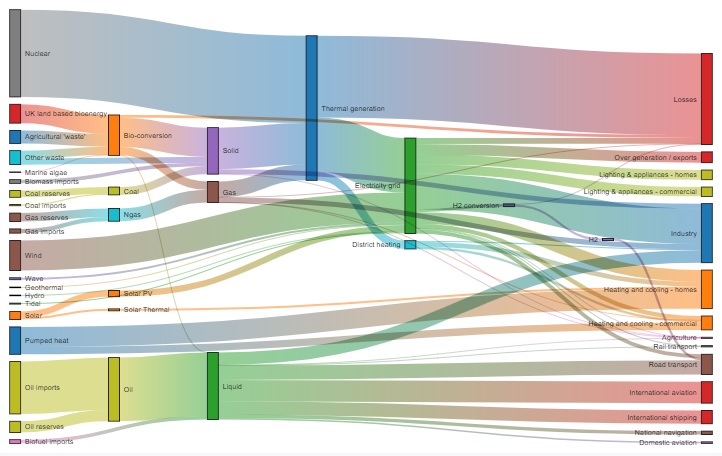 Nuclear
UK land based bioenergy
Agricultural 'waste'
Other waste
Marine algae
Biomass imports
Coal reserves
Coal imports
Gas reserves
Gas imports
Wind
Wave
Geothermal
Hydro
Tidal
Solar
Pumped heat
Oil imports
Oil reserves
Biofuel imports
Bio-conversion
Coal
Ngas
Solar PV
Solar Thermal
Oil
Solid
Gas
Liquid
Thermal generation
Electricity grid
District heating
H2 conversion
H2
Losses
Over generation / exports
Lighting & appliances - homes
Lighting & appliances - commercial
Industry
Heating and cooling - homes
Heating and cooling - commercial
Agriculture
Rail transport
Road transport
International aviation
International shipping
National navigation
Domestic aviation